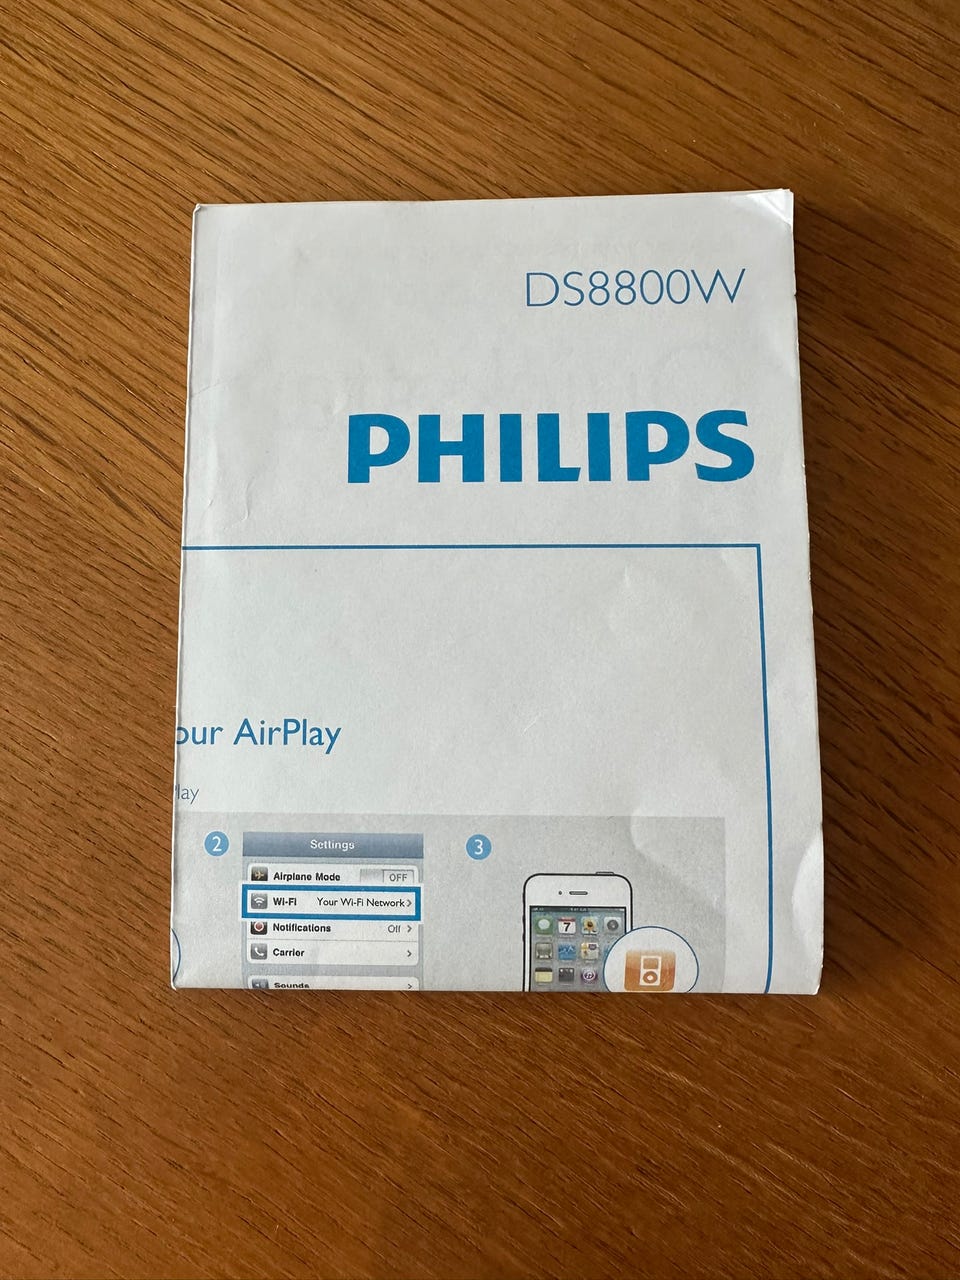 DS8800W
PHILIPS
our AirPlay
Play
2
Settings
3
Airplane Mode OFF
Wi-Fi Your Wi-Fi Network
Notifications Off
Carrier
Sounds
7